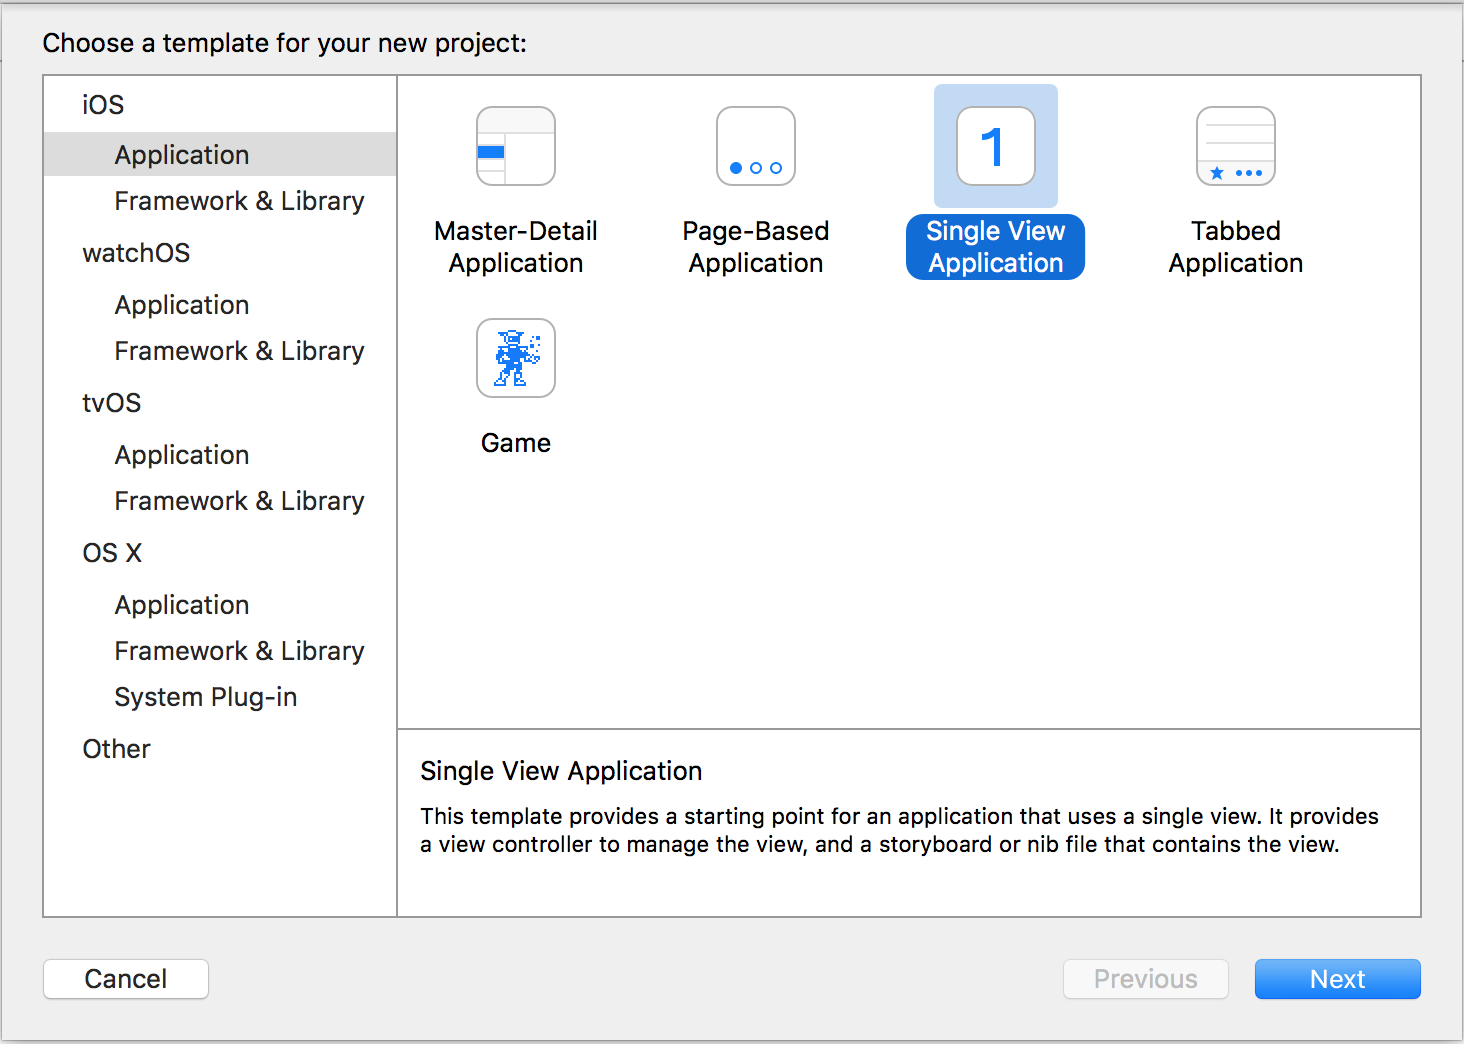 Choose a template for your new project:
iOS
Application
Framework & Library
watchOS
Application
Framework & Library
tvOS
Application
Framework & Library
OS X
Application
Framework & Library
System Plug-in
Other
Master-Detail
Application
Page-Based
Application
1
Single View
Application
Tabbed
Application
Game
Single View Application
This template provides a starting point for an application that uses a single view. It provides
a view controller to manage the view, and a storyboard or nib file that contains the view.
Cancel
Previous
Next